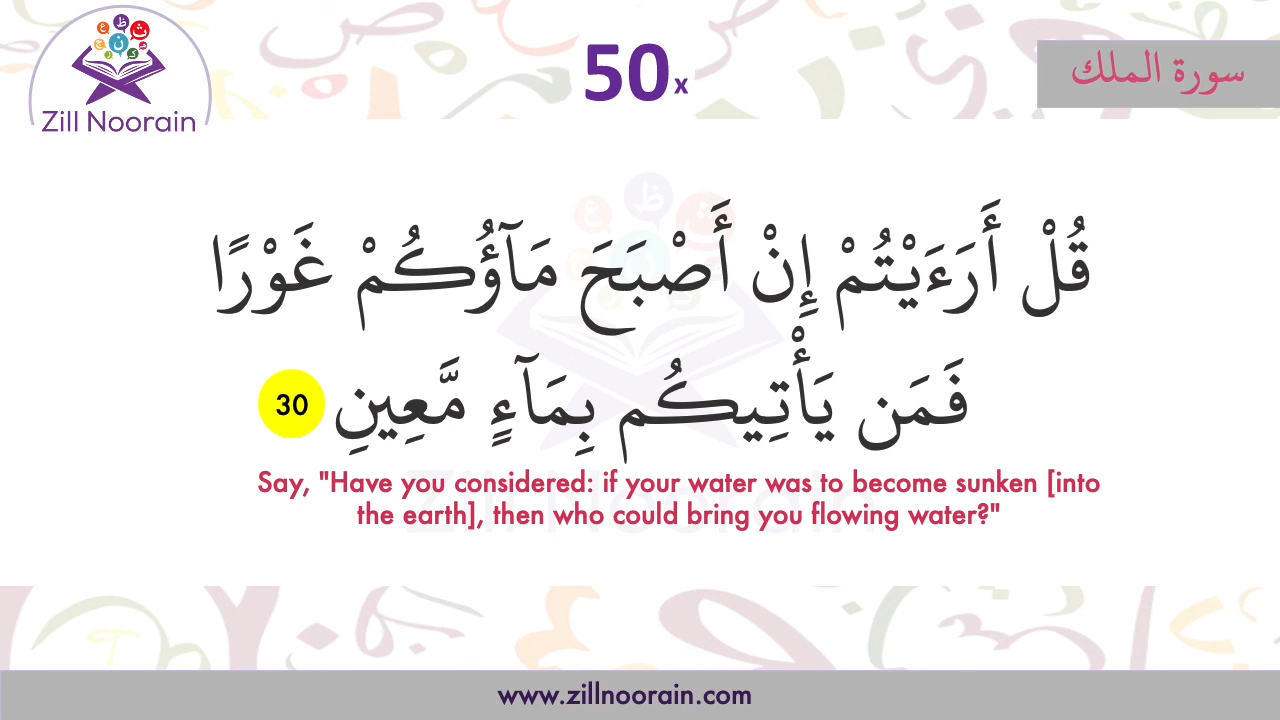 Zill Noorain
50x
سورة الملك
قُلْ أَرَءَيْتُمْ إِنْ أَصْبَحَ مَآؤُكُمْ غَوْرًا
فَمَن يَأْتِيكُم بِمَآءٍ مَّعِينٍ 30
Say, "Have you considered: if your water was to become sunken [into
the earth], then who could bring you flowing water?"
www.zillnoorain.com